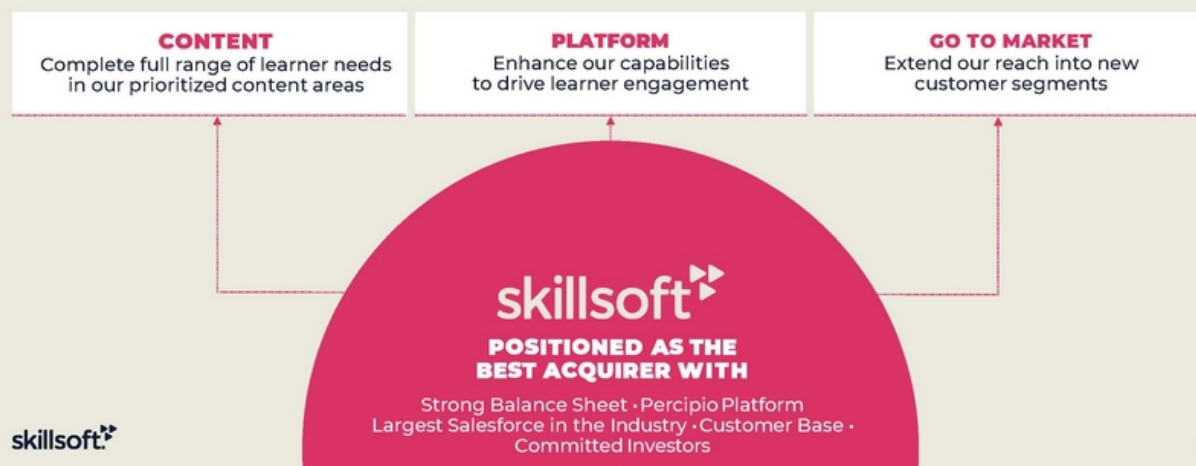 CONTENT
Complete full range of learner needs
in our prioritized content areas
PLATFORM
Enhance our capabilities
to drive learner engagement
GO TO MARKET
Extend our reach into new
customer segments
skillsoft
POSITIONED AS THE
BEST ACQUIRER WITH
Strong Balance Sheet • Percipio Platform
Largest Salesforce in the Industry • Customer Base •
Committed Investors
skillsoft.